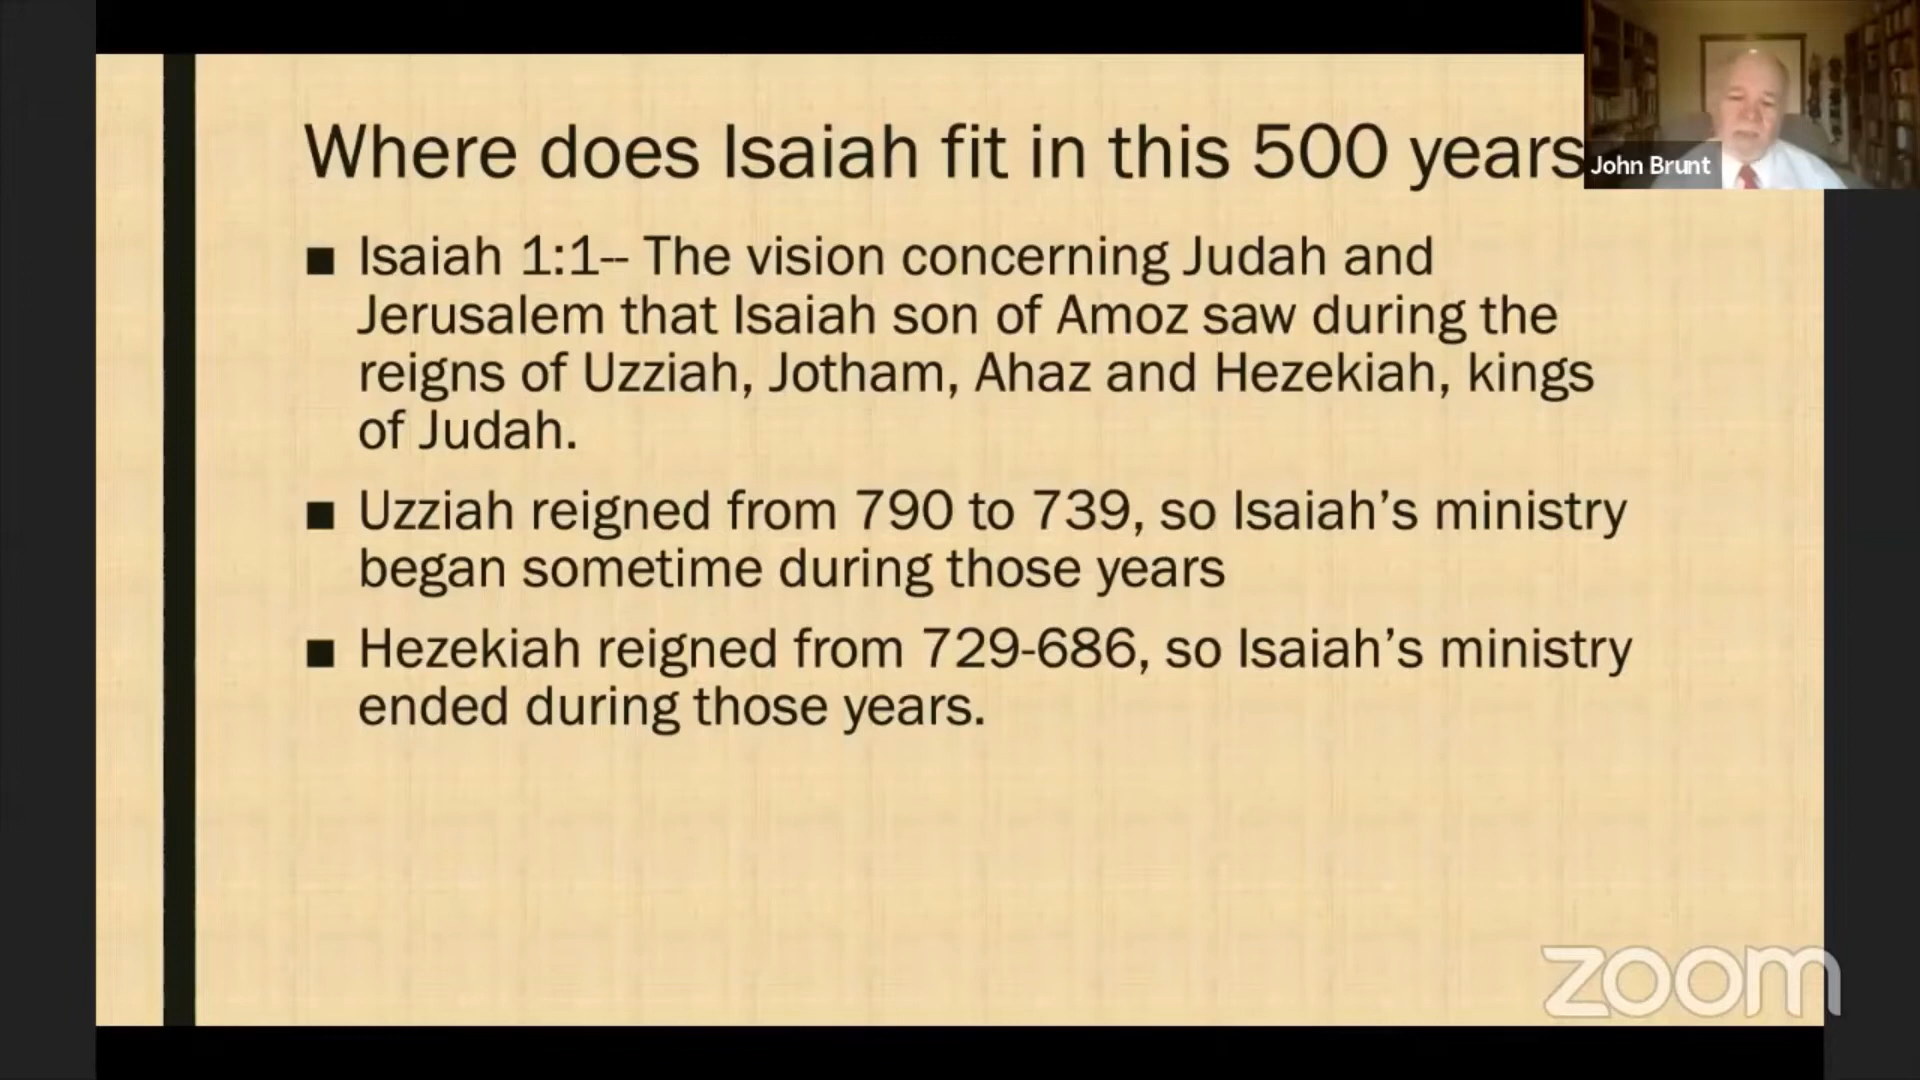 Where does Isaiah fit in this 500 years
John Brunt
■ Isaiah 1:1-- The vision concerning Judah and
Jerusalem that Isaiah son of Amoz saw during the
reigns of Uzziah, Jotham, Ahaz and Hezekiah, kings
of Judah.
■ Uzziah reigned from 790 to 739, so Isaiah’s ministry
began sometime during those years
■ Hezekiah reigned from 729-686, so Isaiah’s ministry
ended during those years.
zoom